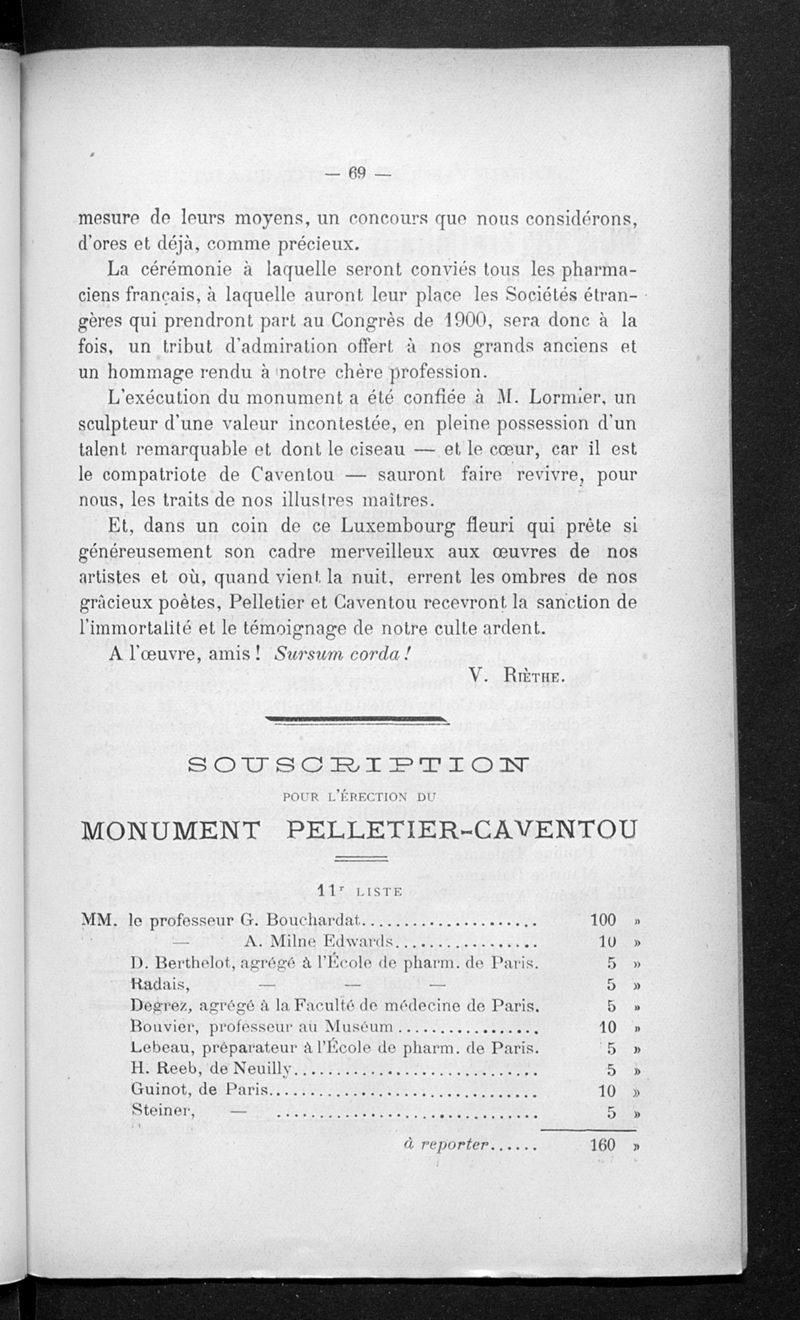 — 69 —
mesure de leurs moyens, un concours que nous considérons,
d'ores et déjà, comme précieux.
La cérémonie à laquelle seront conviés tous les pharma-
ciens français, à laquelle auront leur place les Sociétés étran-
gères qui prendront part au Congrès de 1900, sera donc à la
fois, un tribut d'admiration offert à nos grands anciens et
un hommage rendu à notre chère profession.
L'exécution du monument a été confiée à M. Lormier, un
sculpteur d'une valeur incontestée, en pleine possession d'un
talent remarquable et dont le ciseau — et le cœur, car il est
le compatriote de Caventou — sauront faire revivre, pour
nous, les traits de nos illustres maîtres.
Et, dans un coin de ce Luxembourg fleuri qui prête si
généreusement son cadre merveilleux aux œuvres de nos
artistes et où, quand vient la nuit, errent les ombres de nos
grâcieux poètes, Pelletier et Caventou recevront la sanction de
l'immortalité et le témoignage de notre culte ardent.
A l'œuvre, amis ! Sursum corda !
V. RIÈTHE.
SOUSCRIPTION
POUR L'ÉRECTION DU
MONUMENT PELLETIER-CAVENTOU
11r LISTE
MM. le professeur G. Bouchardat..................... 100 »
— A. Milne Edwards................. 10 »
D. Berthelot, agrégé à l'École de pharm. de Paris. 5 »
Radais, — — — 5 »
Degrez, agrégé à la Faculté de médecine de Paris. 5 »
Bouvier, professeur au Muséum................. 10 »
Lebeau, préparateur à l'École de pharm. de Paris. 5 »
H. Reeb, de Neuilly............................. 5 »
Guinot, de Paris................................ 10 »
Steiner, — ............................... 5 »
à reporter...... 160 »